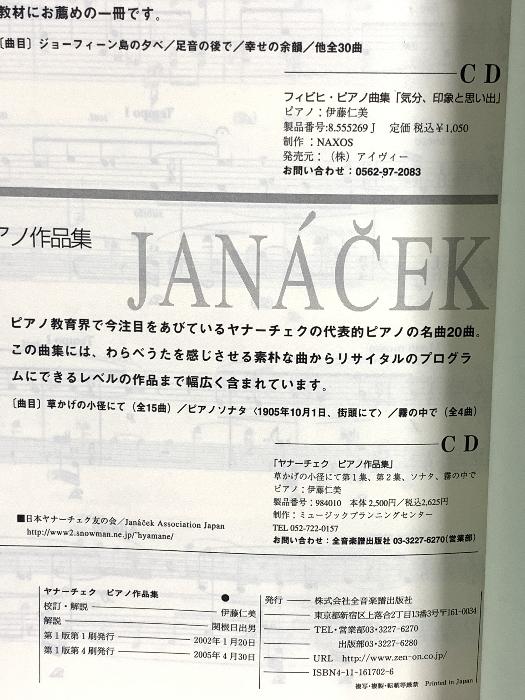 教材にお薦めの一冊です。
〔曲目〕ジョーフィーン島の夕べ／足音の後で／幸せの余韻／他全30曲
CD
フィビヒ・ピアノ曲集「気分、印象と思い出」
ピアノ：伊藤仁美
製品番号:8.555269 J 定価 税込￥1,050
制作：NAXOS
発売元：（株）アイヴィー
お問い合わせ：0562-97-2083
アノ作品集
JANÁČEK
ピアノ教育界で今注目をあびているヤナーチェクの代表的ピアノの名曲20曲。
この曲集には、わらべうたを感じさせる素朴な曲からリサイタルのプログラ
ムにできるレベルの作品まで幅広く含まれています。
〔曲目〕草かげの小径にて（全15曲）／ピアノソナタ〈1905年10月1日、街頭にて〉／霧の中で（全4曲）
CD
「ヤナーチェク ピアノ作品集」
草かげの小径にて第1集、第2集、ソナタ、霧の中で
ピアノ：伊藤仁美
製品番号：984010 本体 2,500円／税込2,625円
制作：ミュージックプランニングセンター
TEL 052-722-0157
お問い合わせ：全音楽譜出版社 03-3227-6270(営業部)
■日本ヤナーチェク友の会／Janáček Association Japan
http://www2.snowman.ne.jp/~hyamane/
ヤナーチェク ピアノ作品集 ●
校訂・解説 伊藤仁美
解説 関根日出男
第1版第1刷発行 2002年1月20日
第1版第4刷発行 2005年4月30日
発行 株式会社全音楽譜出版社
東京都新宿区上落合2丁目13番3号〒161-0034
TEL・営業部03・3227-6270
出版部03・3227-6280
URL http://www.zen-on.co.jp/
ISBN4-11-161702-6
複写・複製・転載等厳禁 Printed in Japan